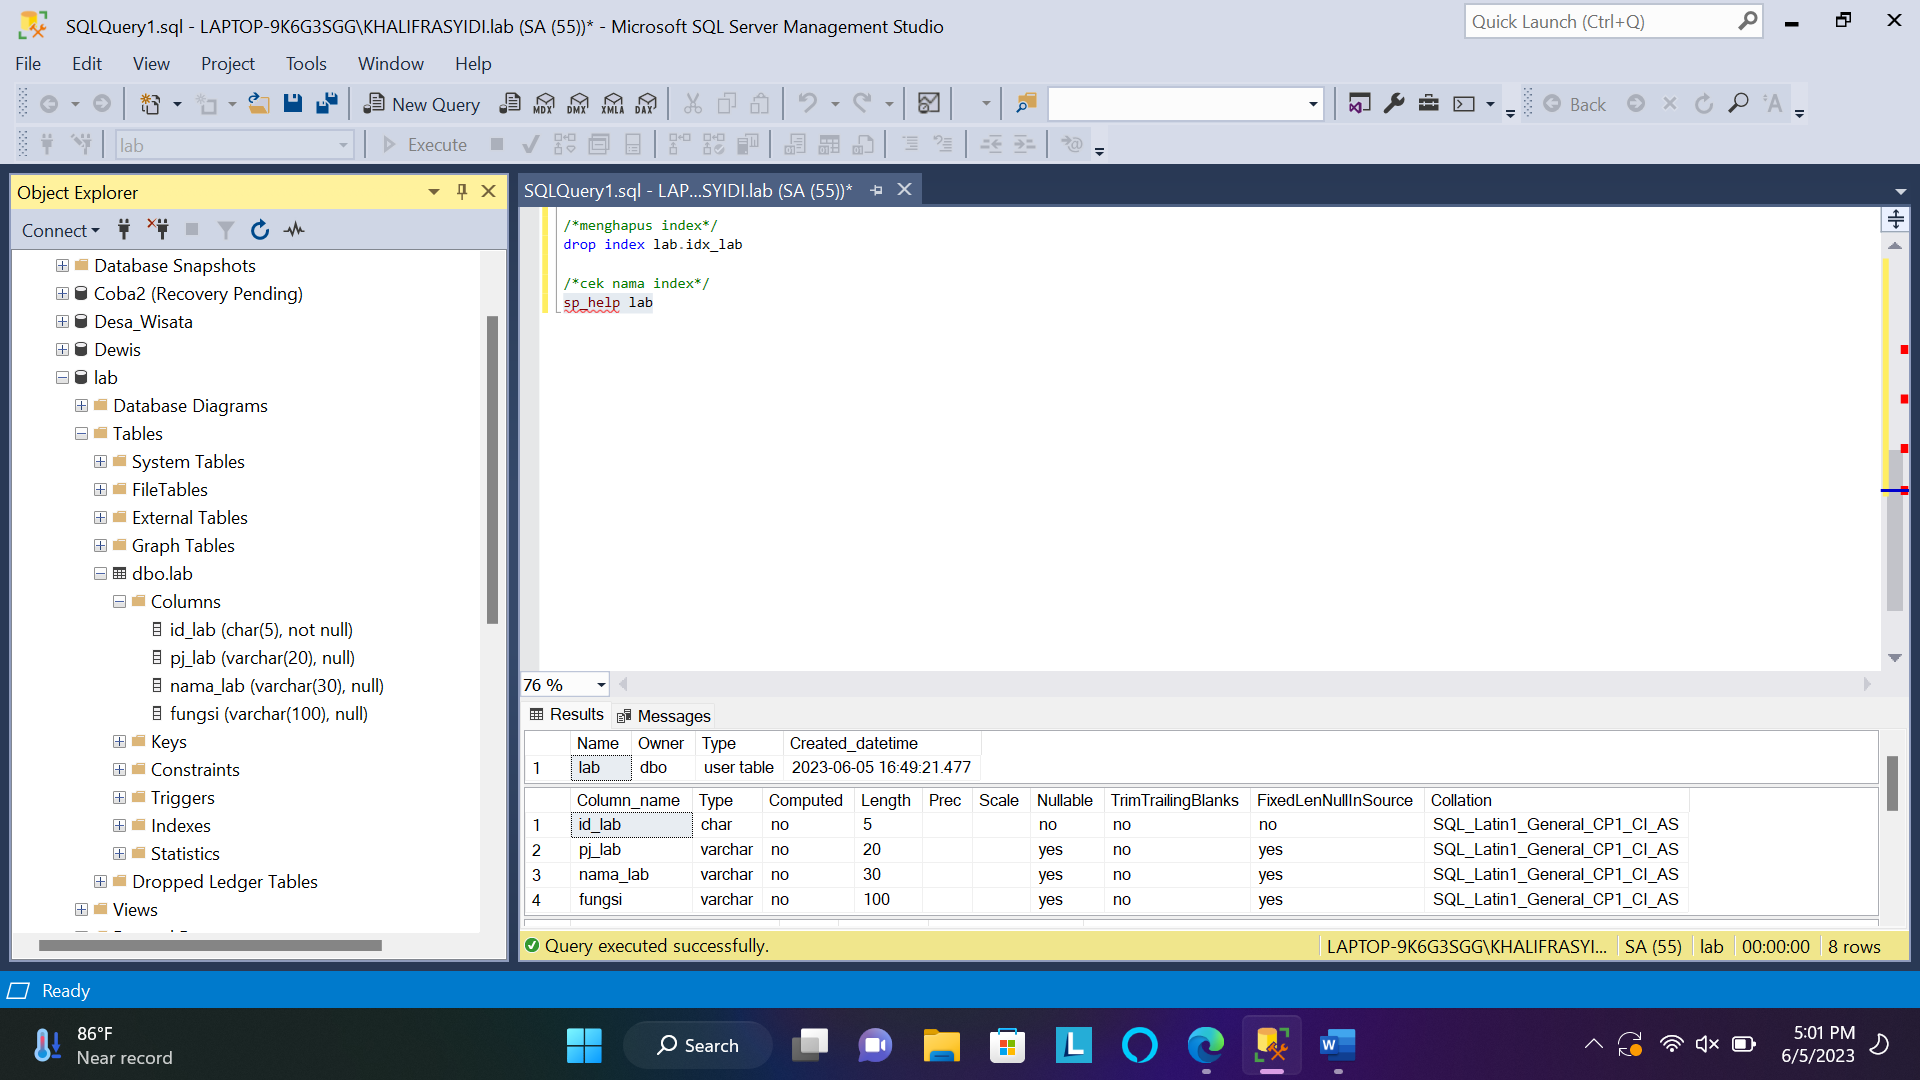 SQLQuery1.sql - LAPTOP-9K6G3SGG\KHALIFRASYIDI.lab (SA (55))* - Microsoft SQL Server Management Studio
Quick Launch (Ctrl+Q)
File Edit View Project Tools Window Help
New Query MDX DMX XMLA DAX Back
lab Execute
Object Explorer
Connect
Database Snapshots
Coba2 (Recovery Pending)
Desa_Wisata
Dewis
lab
Database Diagrams
Tables
System Tables
FileTables
External Tables
Graph Tables
dbo.lab
Columns
id_lab (char(5), not null)
pj_lab (varchar(20), null)
nama_lab (varchar(30), null)
fungsi (varchar(100), null)
Keys
Constraints
Triggers
Indexes
Statistics
Dropped Ledger Tables
Views
SQLQuery1.sql - LAP...SYIDI.lab (SA (55))*
/*menghapus index*/
drop index lab.idx_lab
/*cek nama index*/
sp_help lab
76 %
Results Messages
Name Owner Type Created_datetime
1 lab dbo user table 2023-06-05 16:49:21.477
Column_name Type Computed Length Prec Scale Nullable TrimTrailingBlanks FixedLenNullInSource Collation
1 id_lab char no 5 no no no SQL_Latin1_General_CP1_CI_AS
2 pj_lab varchar no 20 yes no yes SQL_Latin1_General_CP1_CI_AS
3 nama_lab varchar no 30 yes no yes SQL_Latin1_General_CP1_CI_AS
4 fungsi varchar no 100 yes no yes SQL_Latin1_General_CP1_CI_AS
Query executed successfully. LAPTOP-9K6G3SGG\KHALIFRASYI... SA (55) lab 00:00:00 8 rows
Ready
86°F
Near record
Search
5:01 PM
6/5/2023